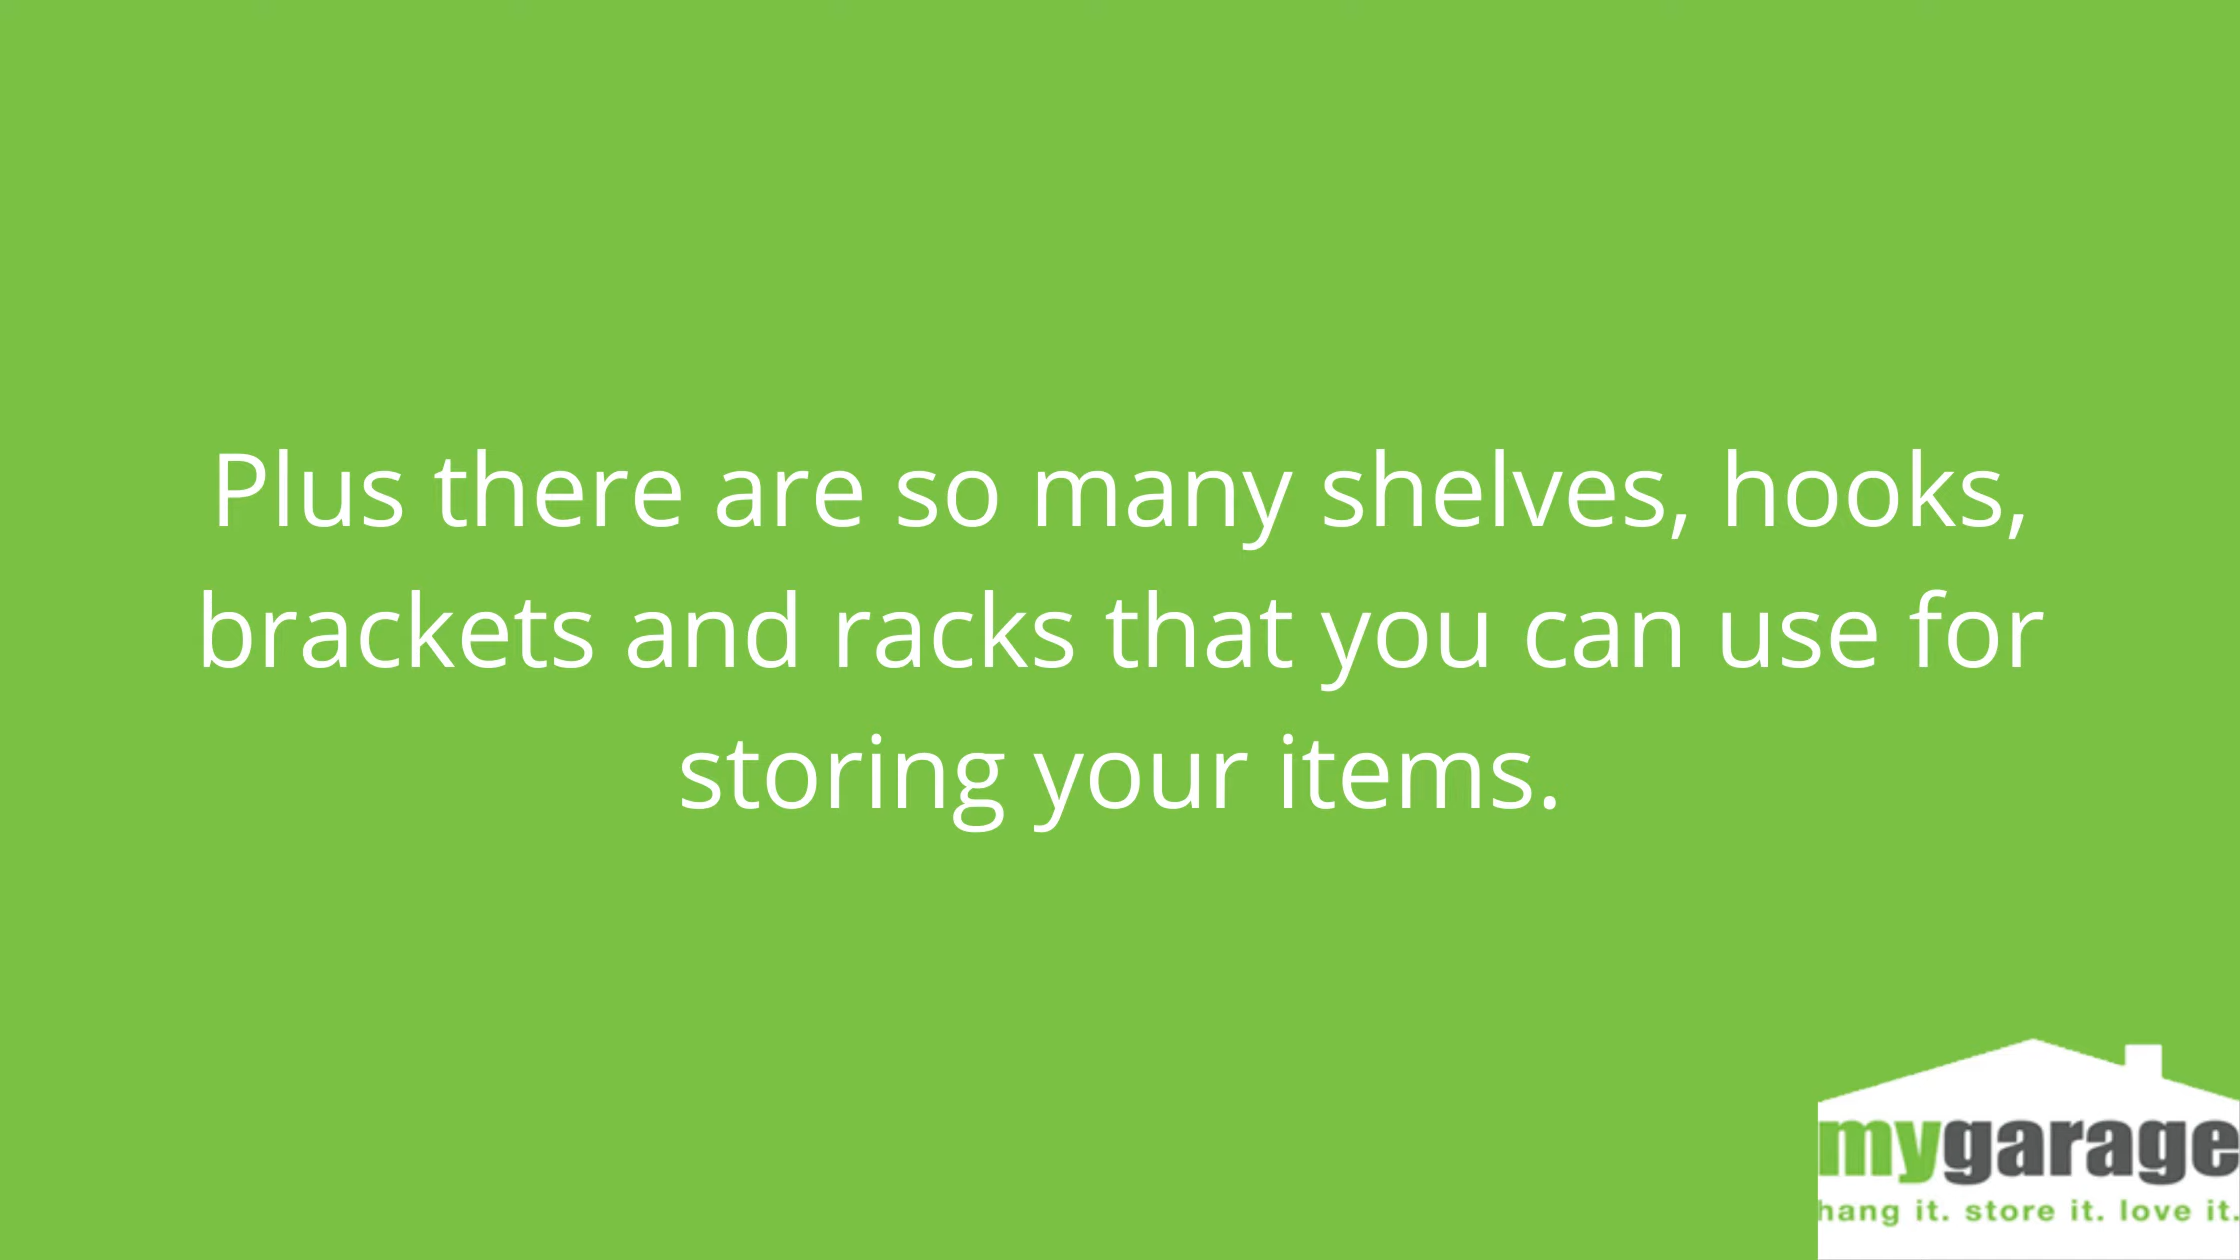 Plus there are so many shelves, hooks,
brackets and racks that you can use for
storing your items.
mygarage
hang it. store it. love it.